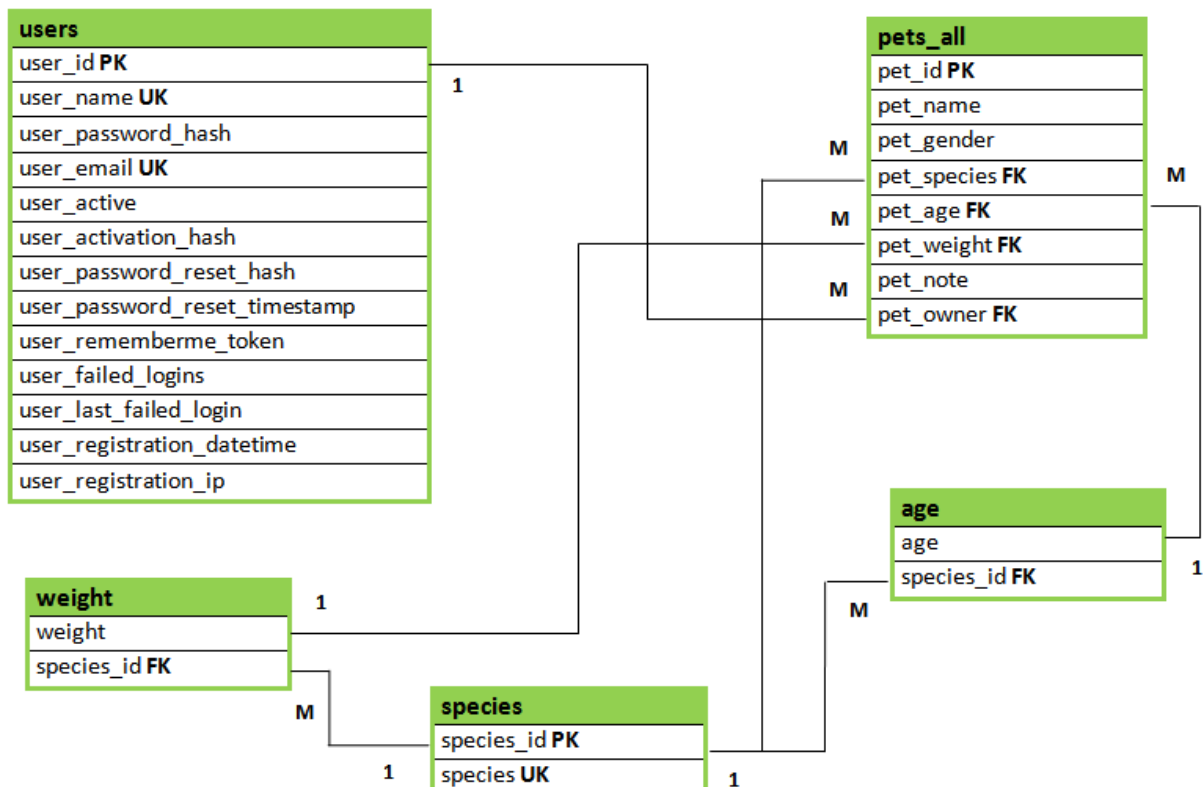 users
user_id PK
user_name UK
user_password_hash
user_email UK
user_active
user_activation_hash
user_password_reset_hash
user_password_reset_timestamp
user_rememberme_token
user_failed_logins
user_last_failed_login
user_registration_datetime
user_registration_ip
1
pets_all
pet_id PK
pet_name
pet_gender
pet_species FK
pet_age FK
pet_weight FK
pet_note
pet_owner FK
M
M
M
M
age
age
species_id FK
1
M
weight
weight
species_id FK
1
M
species
species_id PK
species UK
1
1